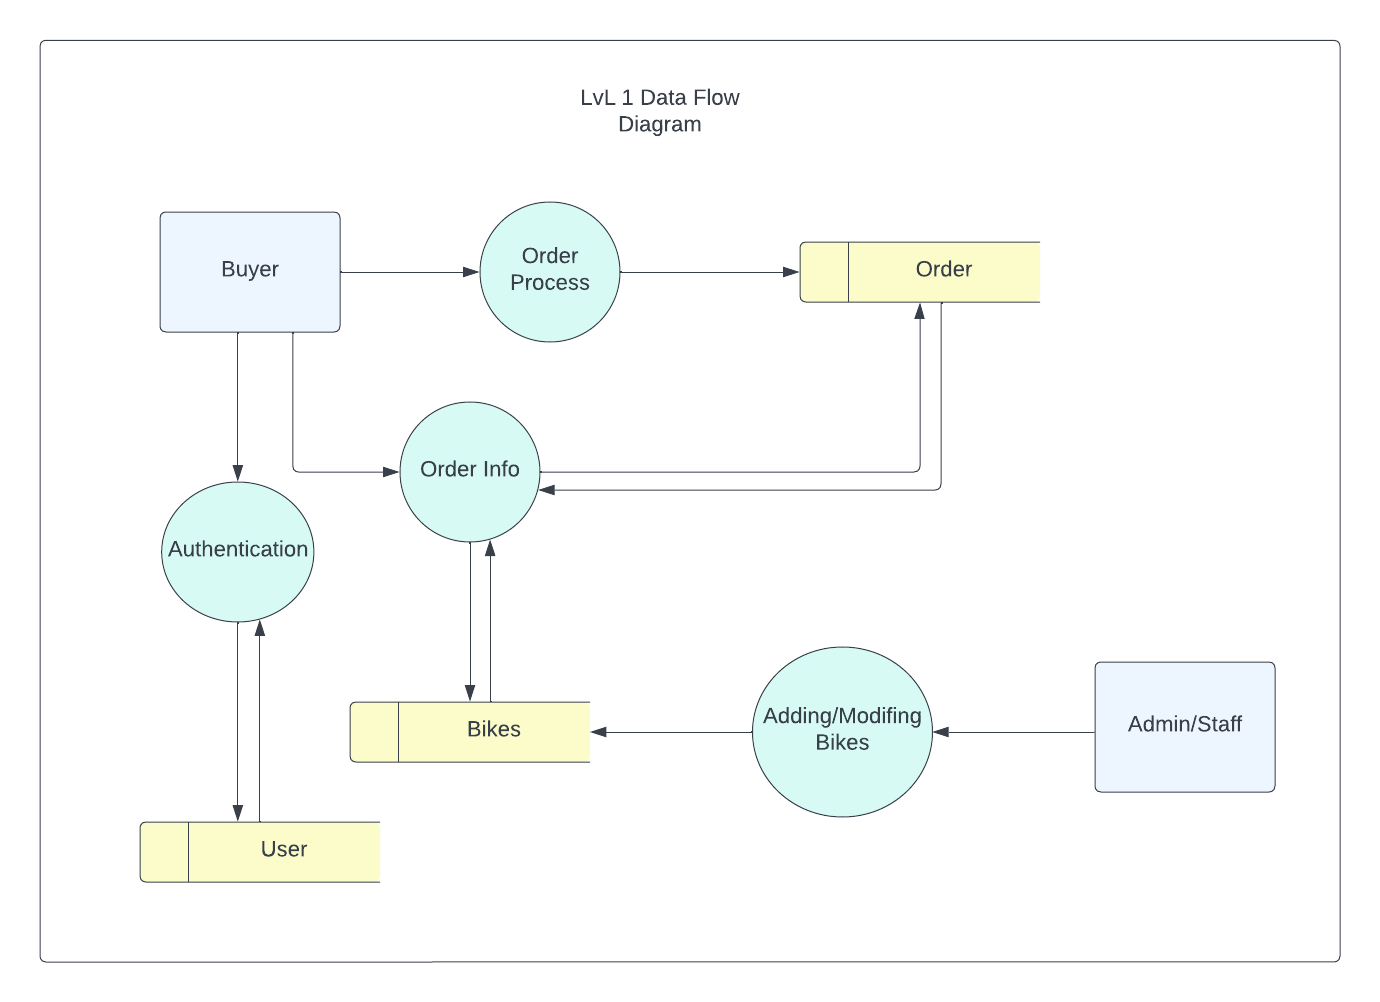 LvL 1 Data Flow
Diagram
Buyer
Order
Process
Order
Order Info
Authentication
Bikes
Adding/Modifing
Bikes
Admin/Staff
User